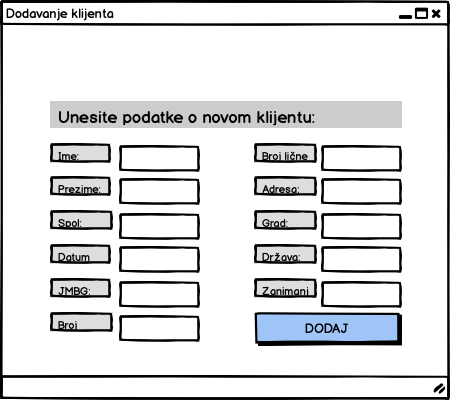 Dodavanje klijenta
Unesite podatke o novom klijentu:
Ime:
Prezime:
Spol:
Datum
JMBG:
Broj
Broj lične
Adresa:
Grad:
Država:
Zanimanj
DODAJ